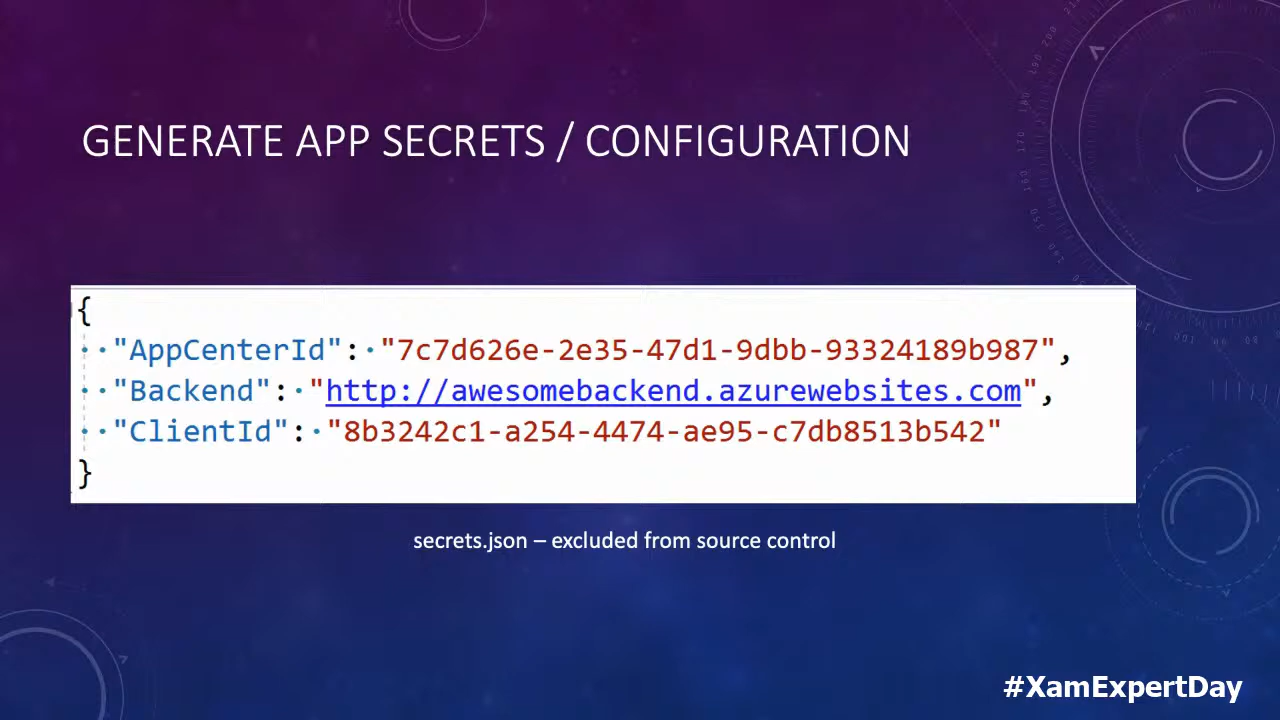 GENERATE APP SECRETS / CONFIGURATION
{
"AppCenterId": "7c7d626e-2e35-47d1-9dbb-93324189b987",
"Backend": "http://awesomebackend.azurewebsites.com",
"ClientId": "8b3242c1-a254-4474-ae95-c7db8513b542"
}
secrets.json – excluded from source control
#XamExpertDay